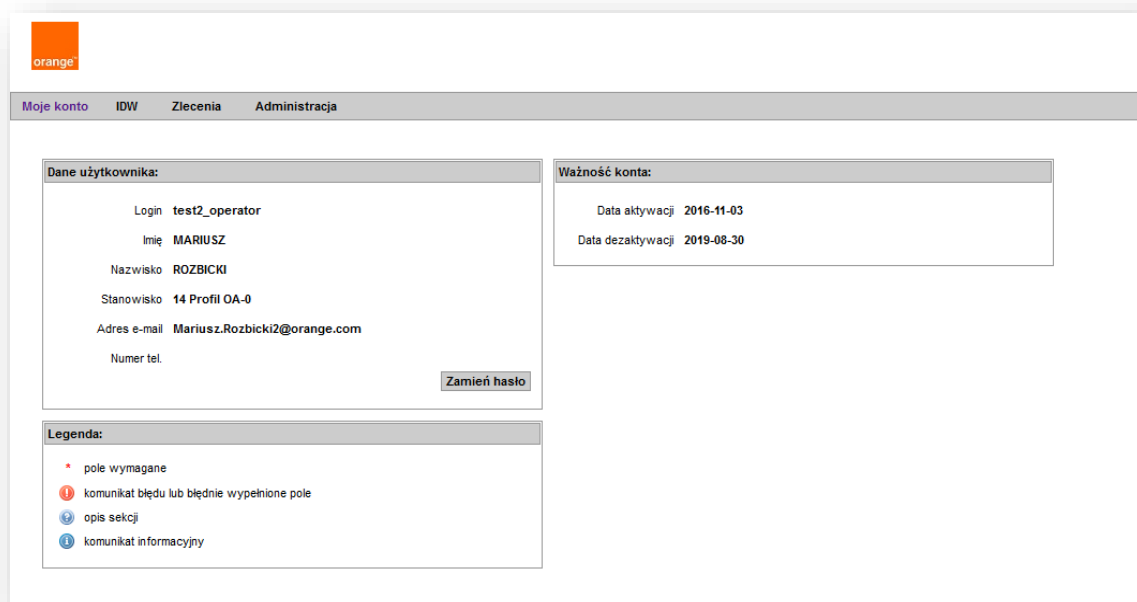 orange™
Moje konto IDW Zlecenia Administracja
Dane użytkownika:
Login test2_operator
Imię MARIUSZ
Nazwisko ROZBICKI
Stanowisko 14 Profil OA-0
Adres e-mail Mariusz.Rozbicki2@orange.com
Numer tel.
Zamień hasło
Ważność konta:
Data aktywacji 2016-11-03
Data dezaktywacji 2019-08-30
Legenda:
* pole wymagane
komunikat błędu lub błędnie wypełnione pole
opis sekcji
komunikat informacyjny